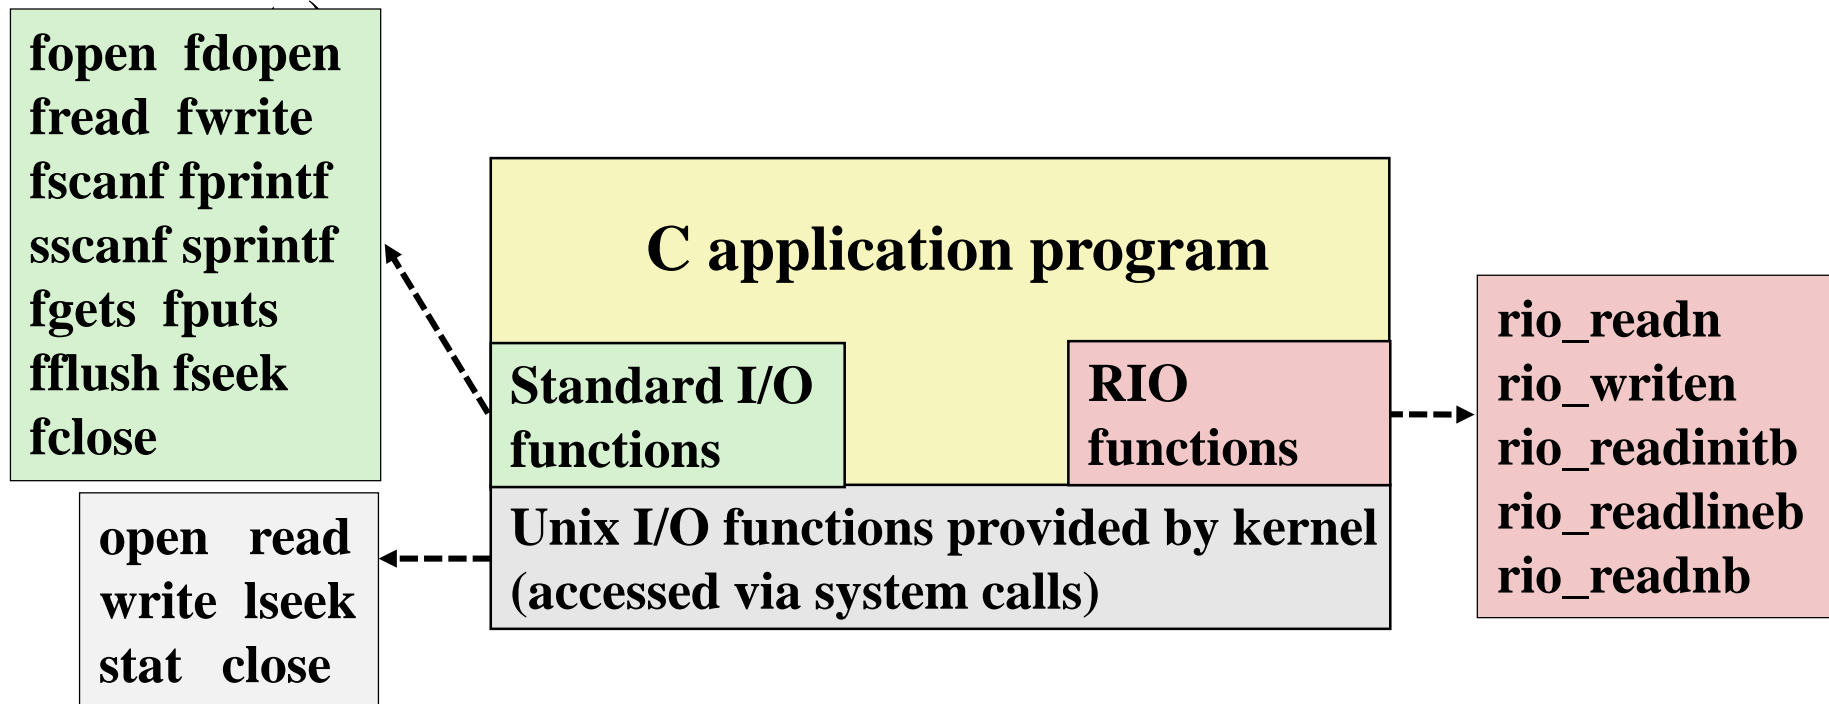 fopen fdopen
fread fwrite
fscanf fprintf
sscanf sprintf
fgets fputs
fflush fseek
fclose
open read
write lseek
stat close
C application program
Standard I/O
functions
RIO
functions
Unix I/O functions provided by kernel
(accessed via system calls)
rio_readn
rio_writen
rio_readinitb
rio_readlineb
rio_readnb